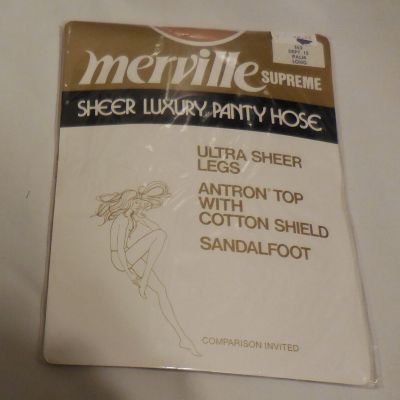 merville SUPREME
SHEER LUXURY PANTY HOSE
ULTRA SHEER
LEGS
ANTRON® TOP
WITH
COTTON SHIELD
SANDALFOOT
COMPARISON INVITED